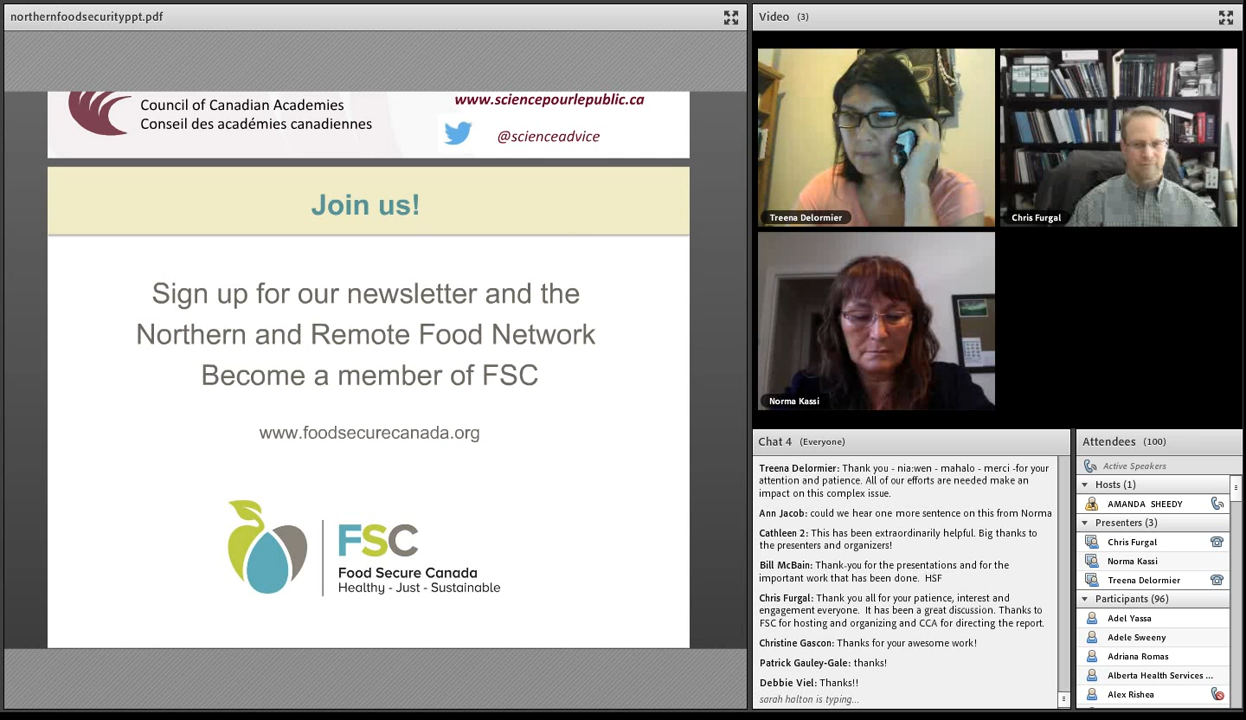 northernfoodsecurityppt.pdf
Council of Canadian Academies
Conseil des académies canadiennes
www.sciencepourlepublic.ca
@scienceadvice
Join us!
Sign up for our newsletter and the
Northern and Remote Food Network
Become a member of FSC
www.foodsecurecanada.org
FSC
Food Secure Canada
Healthy - Just - Sustainable
Video (3)
Treena Delormier
Chris Furgal
Norma Kassi
Chat 4 (Everyone)
Treena Delormier: Thank you - nia:wen - mahalo - merci -for your
attention and patience. All of our efforts are needed make an
impact on this complex issue.
Ann Jacob: could we hear one more sentence on this from Norma
Cathleen 2: This has been extraordinarily helpful. Big thanks to
the presenters and organizers!
Bill McBain: Thank-you for the presentations and for the
important work that has been done. HSF
Chris Furgal: Thank you all for your patience, interest and
engagement everyone. It has been a great discussion. Thanks to
FSC for hosting and organizing and CCA for directing the report.
Christine Gascon: Thanks for your awesome work!
Patrick Gauley-Gale: thanks!
Debbie Viel: Thanks!!
sarah halton is typing...
Attendees (100)
Active Speakers
Hosts (1)
AMANDA SHEEDY
Presenters (3)
Chris Furgal
Norma Kassi
Treena Delormier
Participants (96)
Adel Yassa
Adele Sweeny
Adriana Romas
Alberta Health Services ...
Alex Rishea